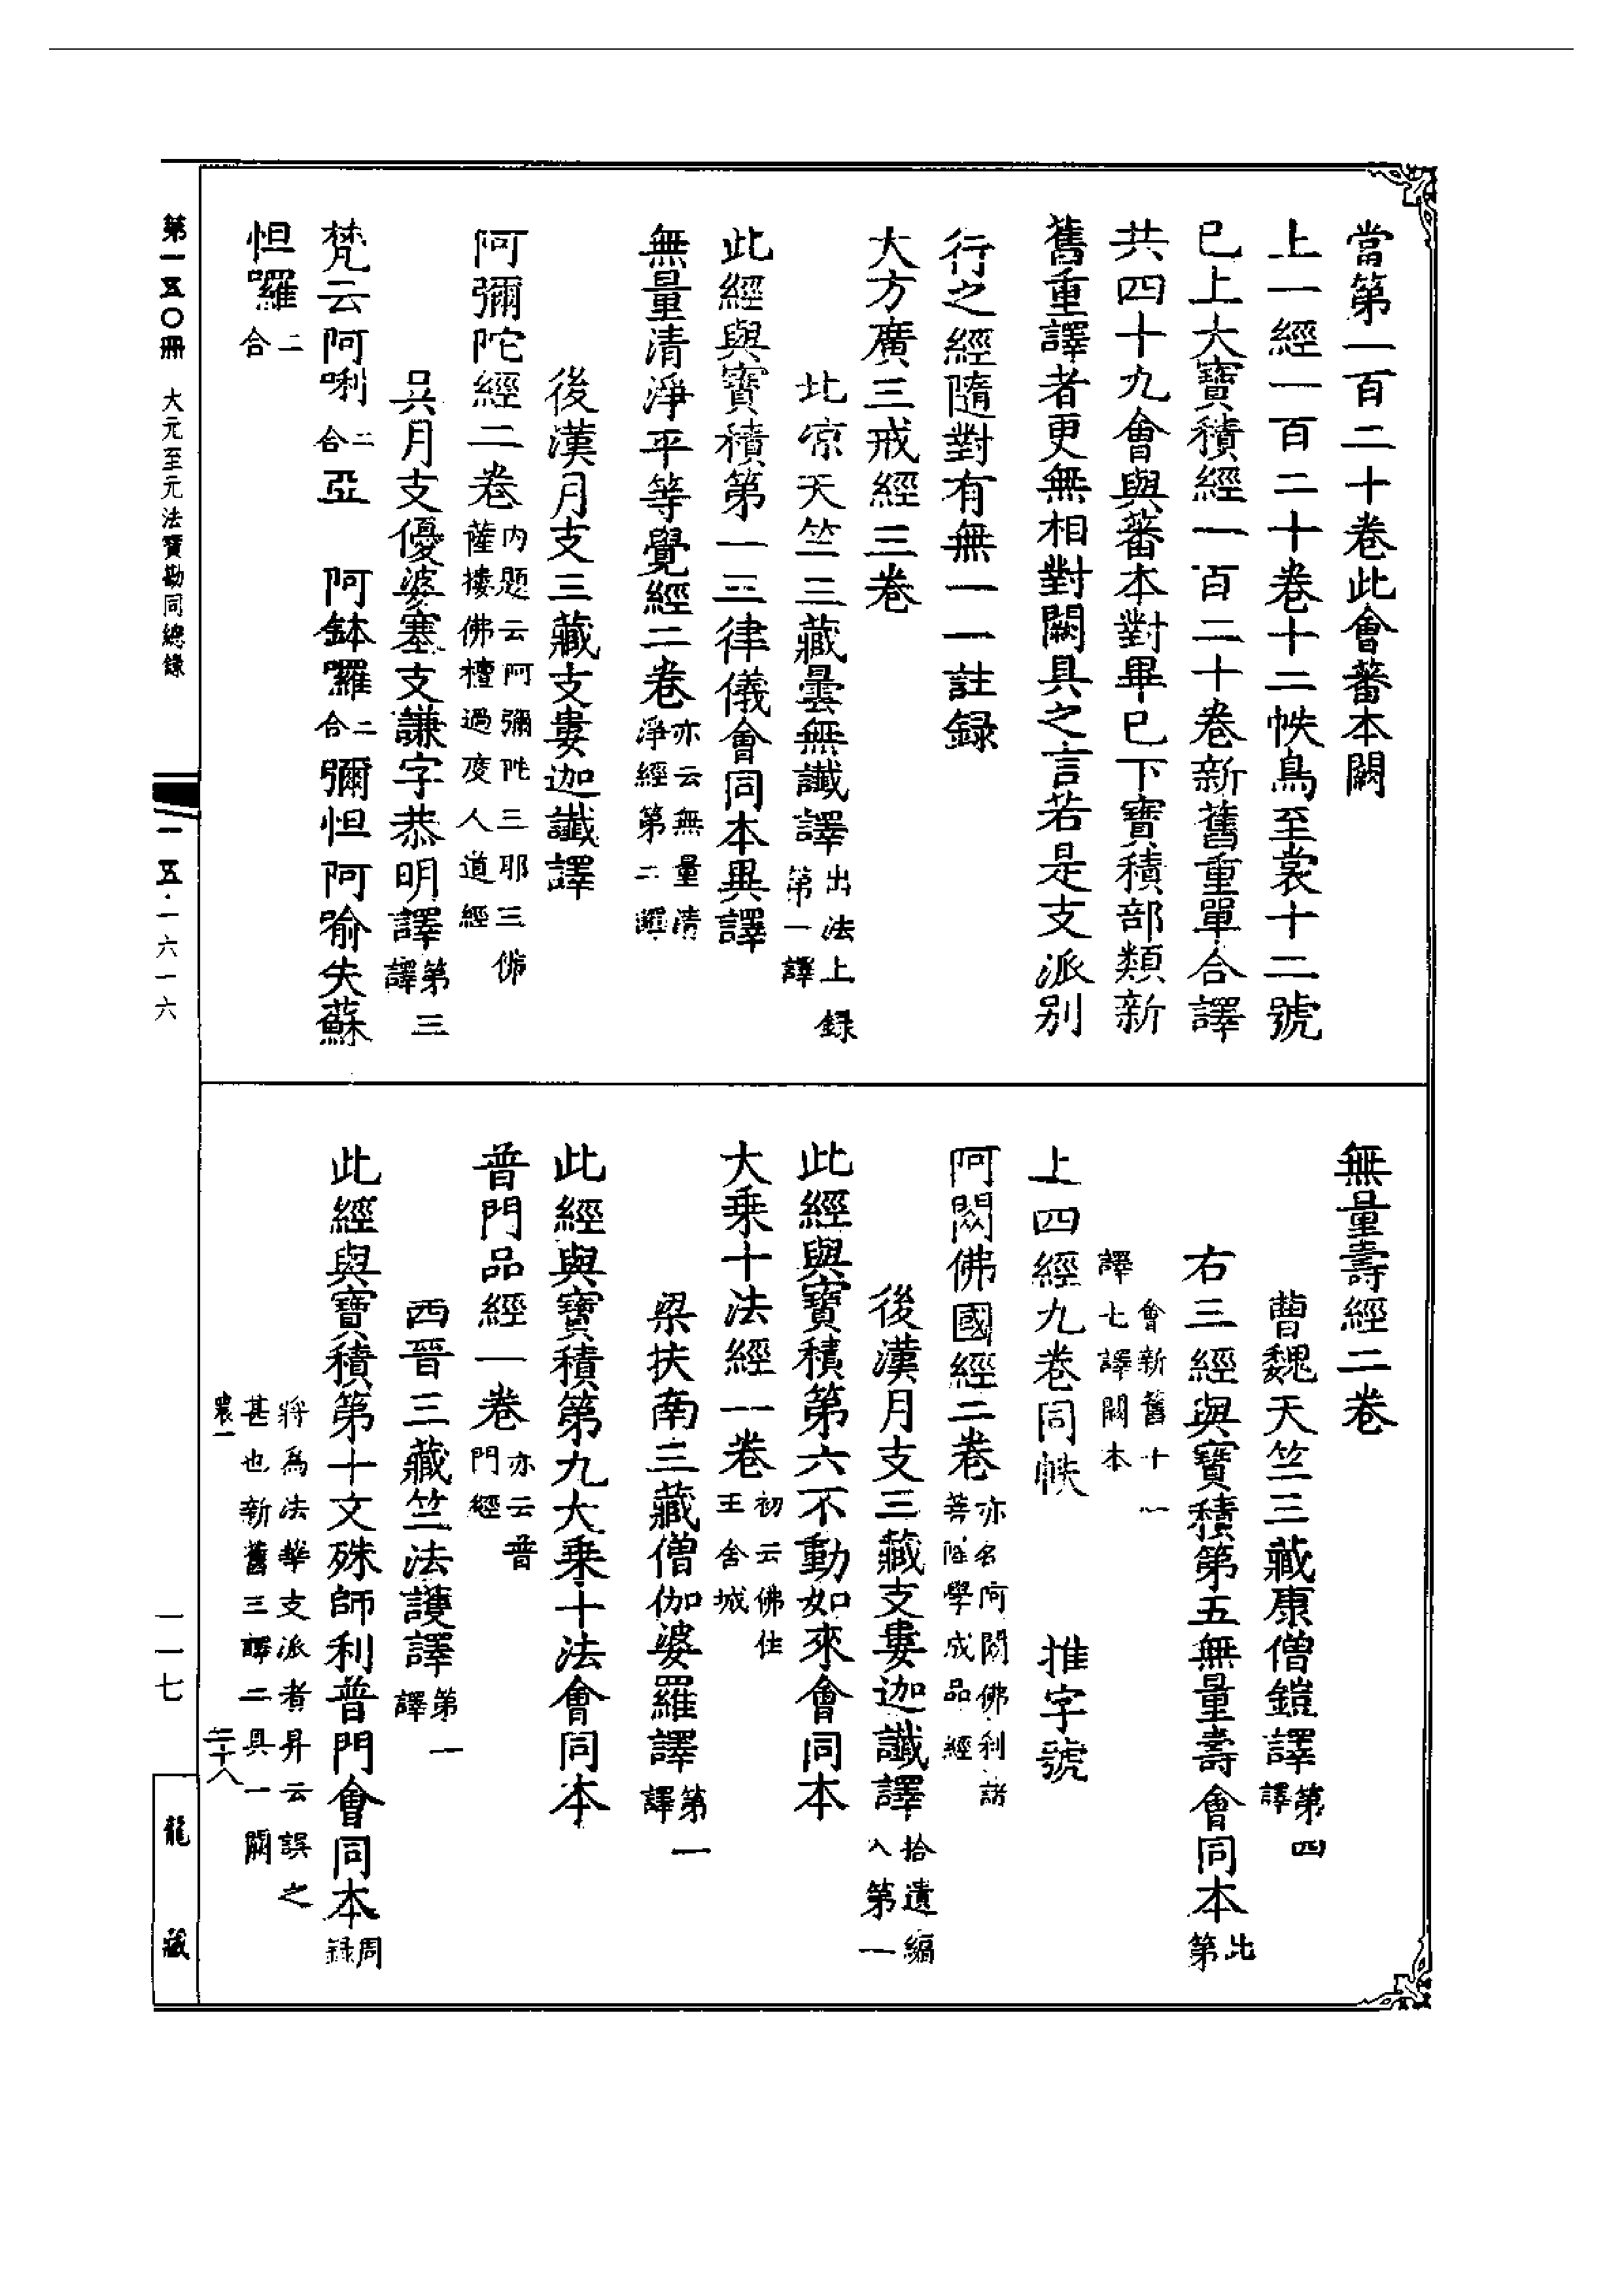 當第一百二十卷此會蕃本闕
上一經一百二十卷十二帙鳥至裳十二號
已上大寶積經一百二十卷新舊重單合譯
共四十九會與蕃本對畢已下寶積部類新
舊重譯者更無相對闕具之言若是支派別
行之經隨對有無一一註録
大方廣三戒經三卷
北涼天竺三藏曇無讖譯出法上録第一譯
此經與寶積第一三律儀會同本異譯
無量清淨平等覺經二卷亦云無量清淨經第二譯
後漢月支三藏支婁迦讖譯
阿彌陀經二卷内題云阿彌陀三耶三佛薩樓佛檀過度人道經
吳月支優婆塞支謙字恭明譯第三譯
梵云阿唎二合亞 阿鉢囉二合彌怛阿喻失蘇
怛囉二合
無量壽經二卷
曹魏天竺三藏康僧鎧譯第四譯
右三經與寶積第五無量壽會同本此第
會新舊十一譯七譯闕本
上四經九卷同帙 推字號
阿閦佛國經二卷亦名阿閦佛刹諸菩薩學成品經
後漢月支三藏支婁迦讖譯拾遺編入第一
此經與寶積第六不動如來會同本
大乗十法經一卷初云佛住王舍城
梁扶南三藏僧伽婆羅譯第一譯
此經與寶積第九大乗十法會同本
普門品經一卷亦云普門經
西晉三藏竺法護譯第一譯
此經與寶積第十文殊師利普門會同本周録
將為法華支派者昇云誤之甚也新舊三譯二具一闕
二十八
第一五〇冊 大元至元法寶勘同總錄
一五·一六一六
一一七
龍藏